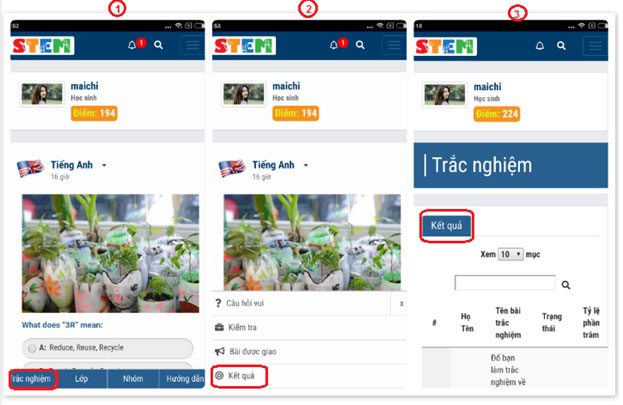 1
:52
STEM
1
maichi
Học sinh
Điểm: 194
Tiếng Anh
16 giờ
What does "3R" mean:
A: Reduce, Reuse, Recycle
Trắc nghiệm
Lớp
Nhóm
Hướng dẫn
2
:53
STEM
1
maichi
Học sinh
Điểm: 194
Tiếng Anh
16 giờ
? Câu hỏi vui
x
Kiểm tra
Bài được giao
Kết quả
3
:18
STEM
maichi
Học sinh
Điểm: 224
Trắc nghiệm
Kết quả
Xem 10 mục
# Họ Tên Tên bài trắc nghiệm Trạng thái Tỷ lệ phần trăm
Đố bạn
làm trắc
nghiệm về